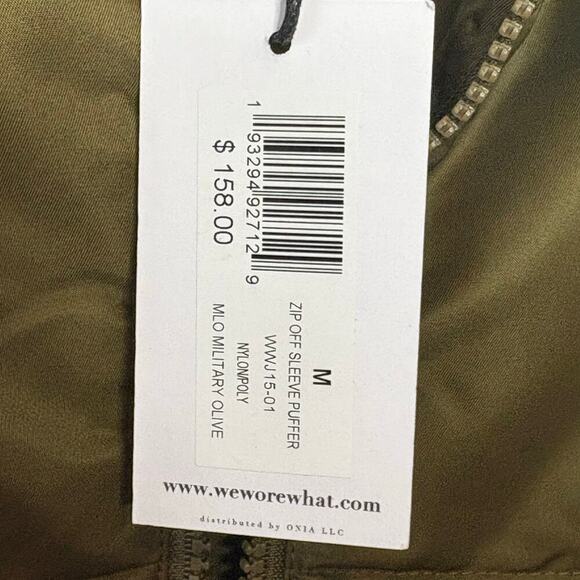 M
ZIP OFF SLEEVE PUFFER
WWJ15-01
NYLON/POLY
MLO MILITARY OLIVE
1 93294 92712 9
$ 158.00
www.weworewhat.com
distributed by ONIA LLC